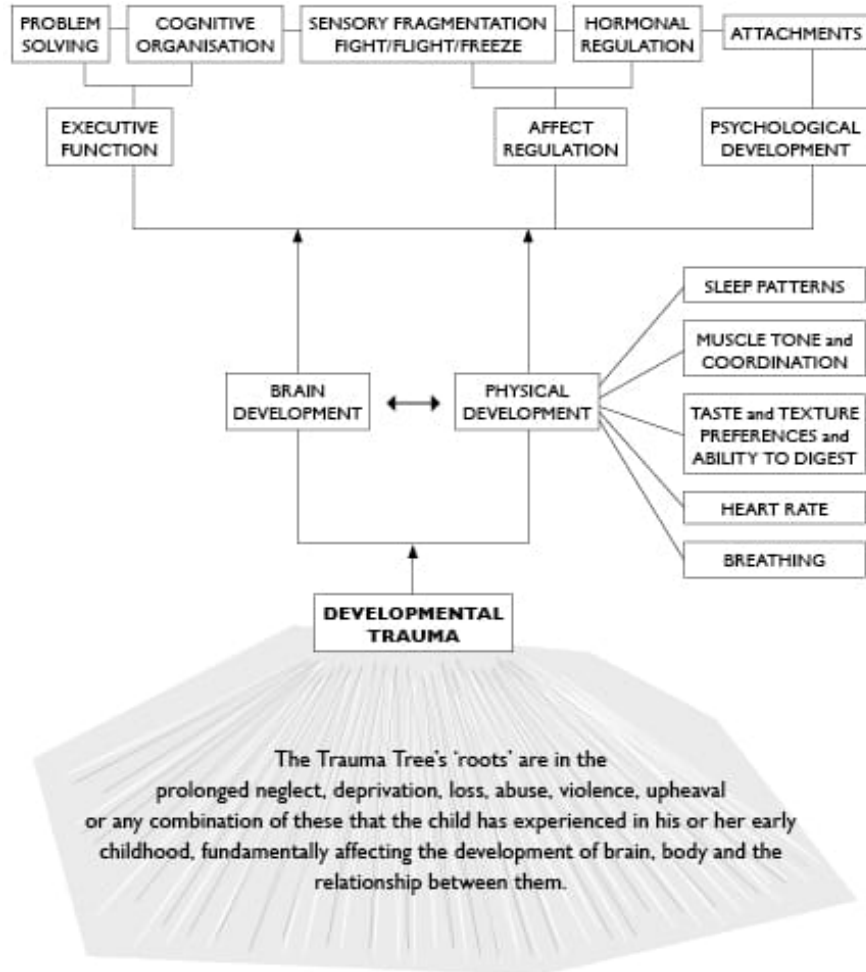 PROBLEM
SOLVING
COGNITIVE
ORGANISATION
SENSORY FRAGMENTATION
FIGHT/FLIGHT/FREEZE
HORMONAL
REGULATION
ATTACHMENTS
EXECUTIVE
FUNCTION
AFFECT
REGULATION
PSYCHOLOGICAL
DEVELOPMENT
BRAIN
DEVELOPMENT
PHYSICAL
DEVELOPMENT
SLEEP PATTERNS
MUSCLE TONE and
COORDINATION
TASTE and TEXTURE
PREFERENCES and
ABILITY TO DIGEST
HEART RATE
BREATHING
DEVELOPMENTAL
TRAUMA
The Trauma Tree's 'roots' are in the
prolonged neglect, deprivation, loss, abuse, violence, upheaval
or any combination of these that the child has experienced in his or her early
childhood, fundamentally affecting the development of brain, body and the
relationship between them.